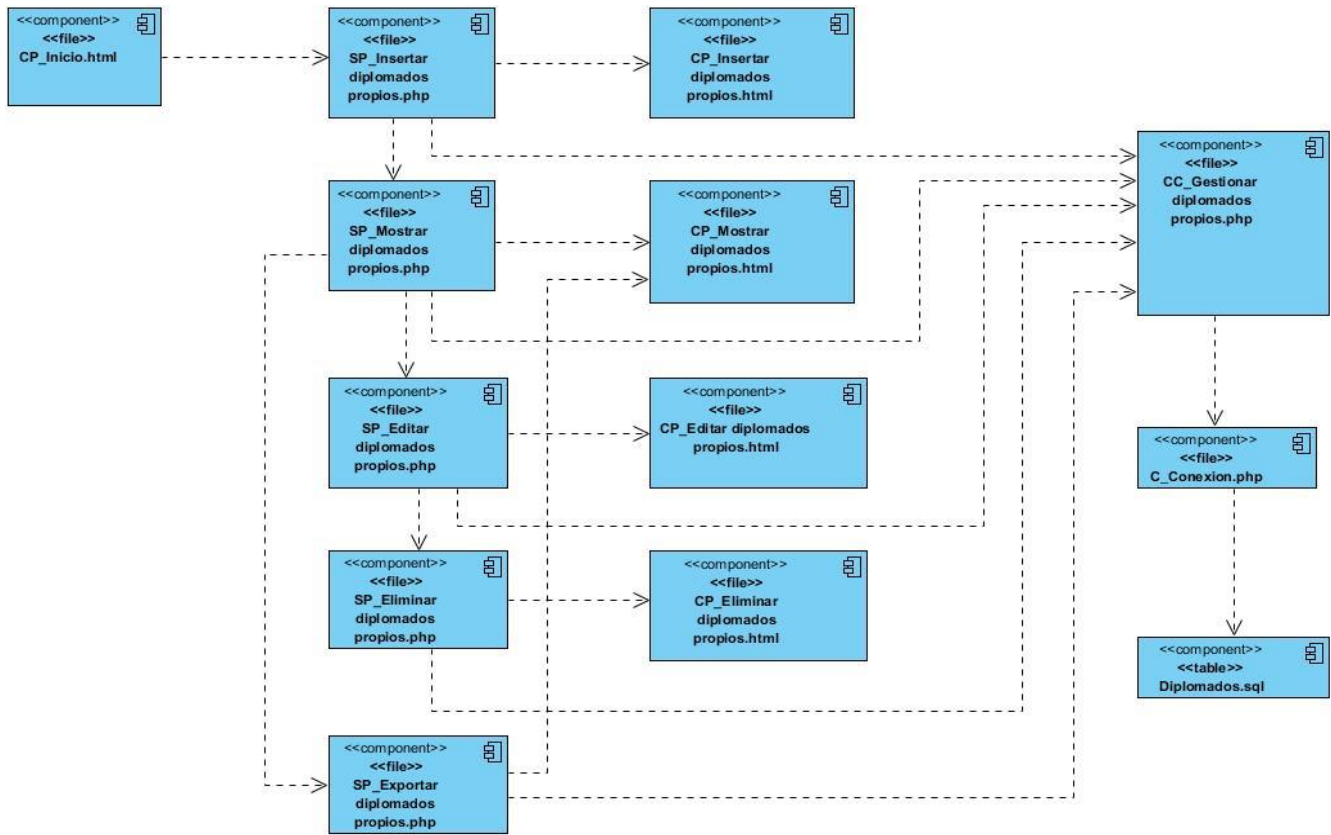 <<component>>
<<file>>
CP_Inicio.html
<<component>>
<<file>>
SP_Insertar
diplomados
propios.php
<<component>>
<<file>>
CP_Insertar
diplomados
propios.html
<<component>>
<<file>>
CC_Gestionar
diplomados
propios.php
<<component>>
<<file>>
SP_Mostrar
diplomados
propios.php
<<component>>
<<file>>
CP_Mostrar
diplomados
propios.html
<<component>>
<<file>>
SP_Editar
diplomados
propios.php
<<component>>
<<file>>
CP_Editar diplomados
propios.html
<<component>>
<<file>>
C_Conexion.php
<<component>>
<<file>>
SP_Eliminar
diplomados
propios.php
<<component>>
<<file>>
CP_Eliminar
diplomados
propios.html
<<component>>
<<table>>
Diplomados.sql
<<component>>
<<file>>
SP_Exportar
diplomados
propios.php